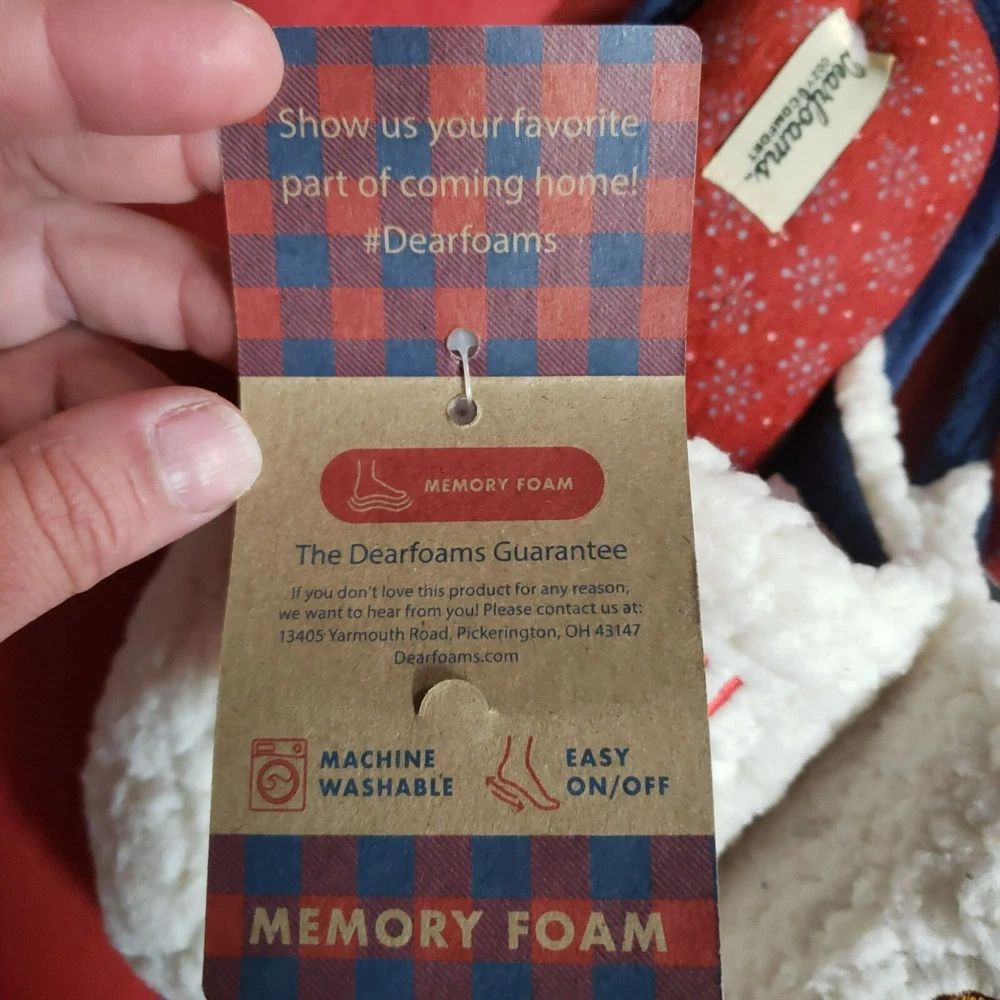 Show us your favorite
part of coming home!
#Dearfoams
Dearfoams
COZY COMFORT
MEMORY FOAM
The Dearfoams Guarantee
If you don't love this product for any reason,
we want to hear from you! Please contact us at:
13405 Yarmouth Road, Pickerington, OH 43147
Dearfoams.com
MACHINE
WASHABLE
EASY
ON/OFF
MEMORY FOAM